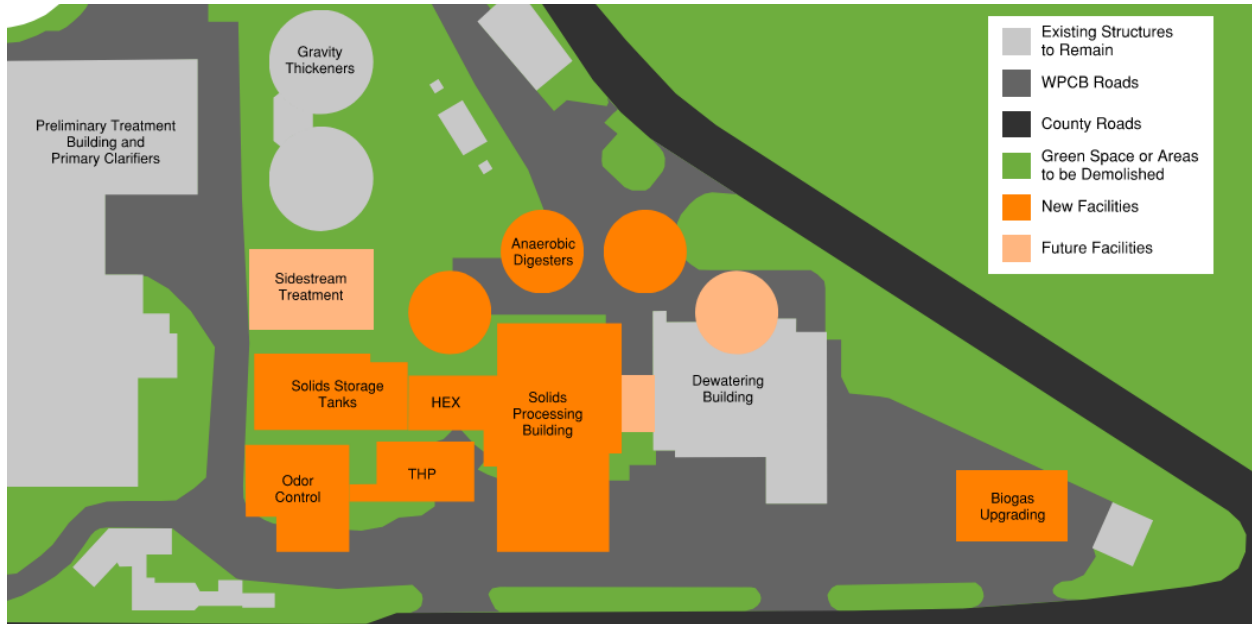 Gravity
Thickeners
Preliminary Treatment
Building and
Primary Clarifiers
Anaerobic
Digesters
Sidestream
Treatment
Solids Storage
Tanks
HEX
Solids
Processing
Building
Dewatering
Building
Odor
Control
THP
Biogas
Upgrading
Existing Structures
to Remain
WPCB Roads
County Roads
Green Space or Areas
to be Demolished
New Facilities
Future Facilities